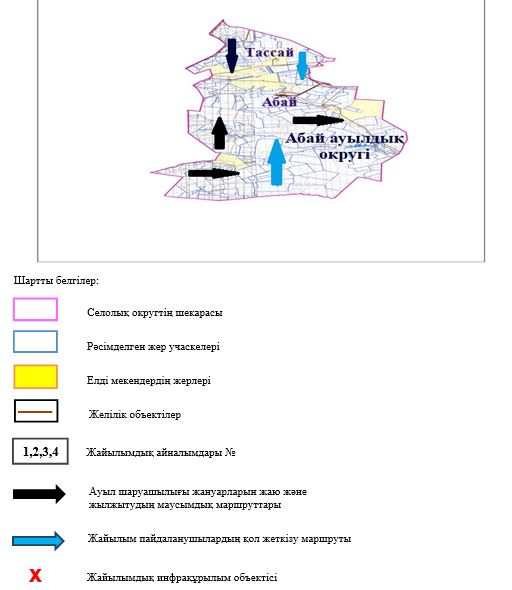 Тассай
Абай
Абай ауылдық
округі
Шартты белгілер:
Селолық округтің шекарасы
Рәсімделген жер учаскелері
Елді мекендердің жерлері
Желілік объектілер
1,2,3,4 Жайылымдық айналымдары №
Ауыл шаруашылығы жануарларын жаю және
жылжытудың маусымдық маршруттары
Жайылым пайдаланушылардың қол жеткізу маршруты
X Жайылымдық инфрақұрылым объектісі